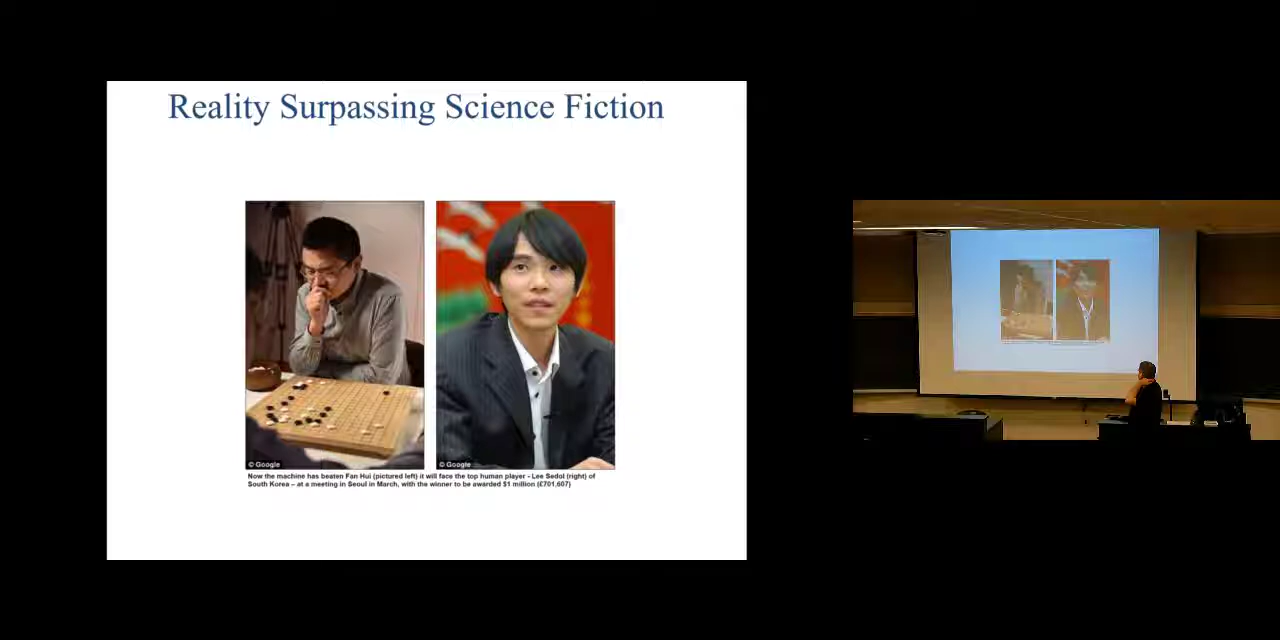 Reality Surpassing Science Fiction
© Google
© Google
Now the machine has beaten Fan Hui (pictured left) it will face the top human player - Lee Sedol (right) of
South Korea – at a meeting in Seoul in March, with the winner to be awarded $1 million (£701,607)